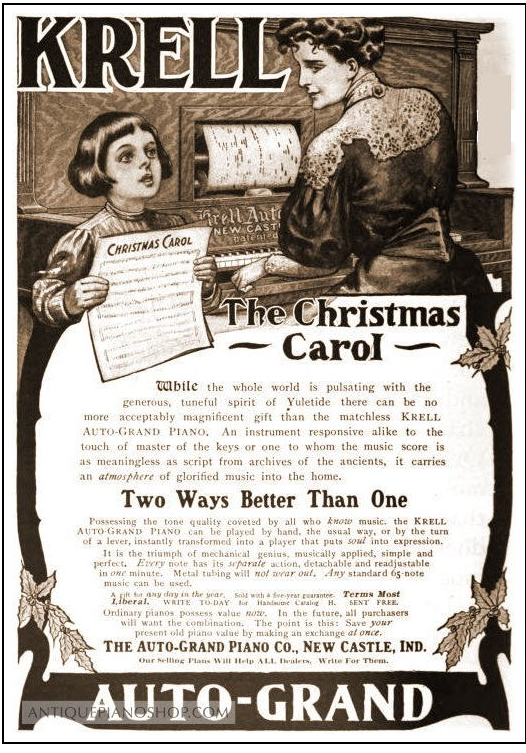 KRELL
CHRISTMAS CAROL
Krell Auto
NEW CAST
patented
The Christmas
Carol
While the whole world is pulsating with the
generous, tuneful spirit of Yuletide there can be no
more acceptably magnificent gift than the matchless KRELL
AUTO-GRAND PIANO. An instrument responsive alike to the
touch of master of the keys or one to whom the music score is
as meaningless as script from archives of the ancients, it carries
an atmosphere of glorified music into the home.
Two Ways Better Than One
Possessing the tone quality coveted by all who know music. the KRELL
AUTO-GRAND PIANO can be played by hand, the usual way, or by the turn
of a lever, instantly transformed into a player that puts soul into expression.
It is the triumph of mechanical genius, musically applied, simple and
perfect. Every note has its separate action, detachable and readjustable
in one minute. Metal tubing will not wear out. Any standard 65-note
music can be used.
A gift for any day in the year. Sold with a five-year guarantee. Terms Most
Liberal. WRITE TO-DAY for Handsome Catalog H. SENT FREE.
Ordinary pianos possess value now. In the future, all purchasers
will want the combination. The point is this: Save your
present old piano value by making an exchange at once.
THE AUTO-GRAND PIANO CO., NEW CASTLE, IND.
Our Selling Plans Will Help ALL Dealers. Write For Them.
AUTO-GRAND
ANTIQUEPIANOSHOP.COM